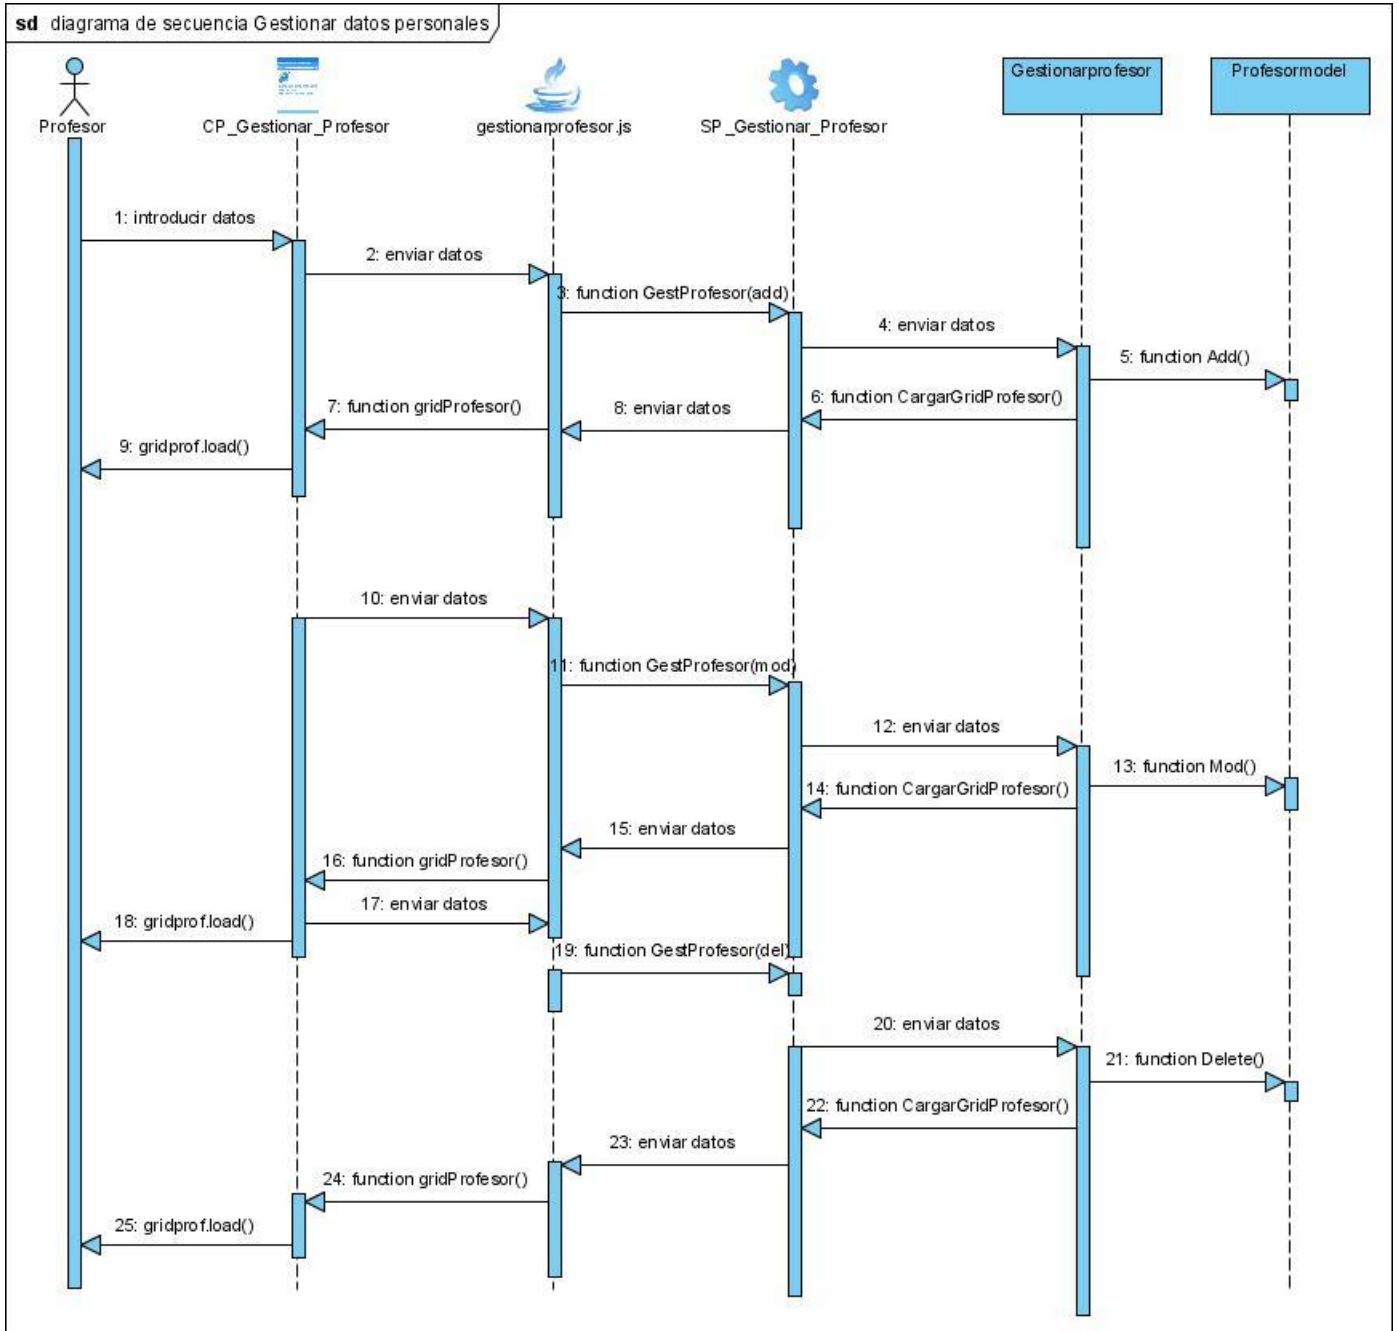 sd diagrama de secuencia Gestionar datos personales
Profesor
CP_Gestionar_Profesor
gestionarprofesor.js
SP_Gestionar_Profesor
Gestionarprofesor
Profesormodel
1: introducir datos
2: enviar datos
3: function GestProfesor(add)
4: enviar datos
5: function Add()
6: function CargarGridProfesor()
7: function gridProfesor()
8: enviar datos
9: gridprof.load()
10: enviar datos
11: function GestProfesor(mod)
12: enviar datos
13: function Mod()
14: function CargarGridProfesor()
15: enviar datos
16: function gridProfesor()
17: enviar datos
18: gridprof.load()
19: function GestProfesor(del)
20: enviar datos
21: function Delete()
22: function CargarGridProfesor()
23: enviar datos
24: function gridProfesor()
25: gridprof.load()